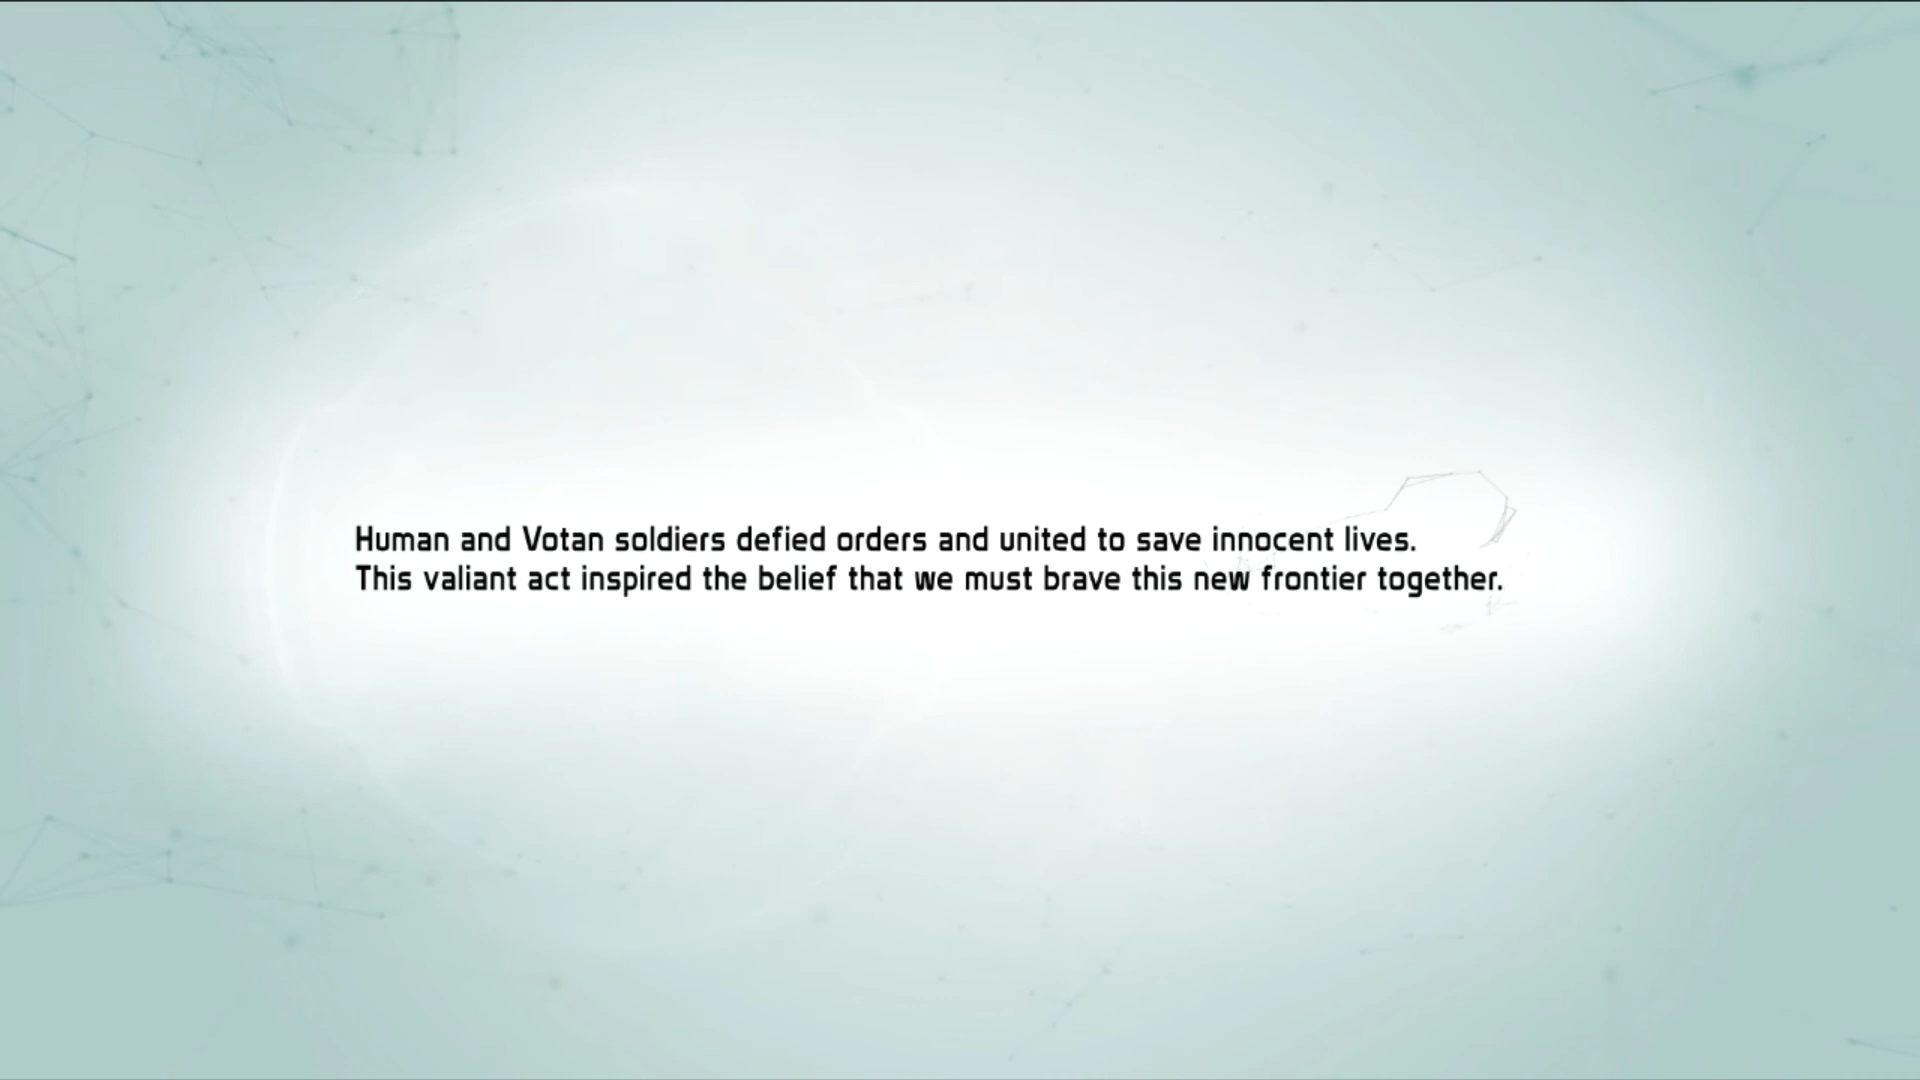 Human and Votan soldiers defied orders and united to save innocent lives.
This valiant act inspired the belief that we must brave this new frontier together.